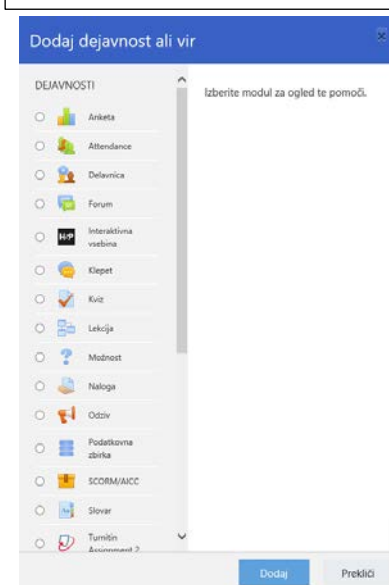 Dodaj dejavnost ali vir
DEJAVNOSTI
Izberite modul za ogled te pomoči.
Anketa
Attendance
Delavnica
Forum
H-P
Interaktivna
vsebina
Klepet
Kviz
Lekcija
Možnost
Naloga
Odziv
Podatkovna
zbirka
SCORM/AICC
Slovar
Turnitin
Assignment 2
Dodaj
Prekliči